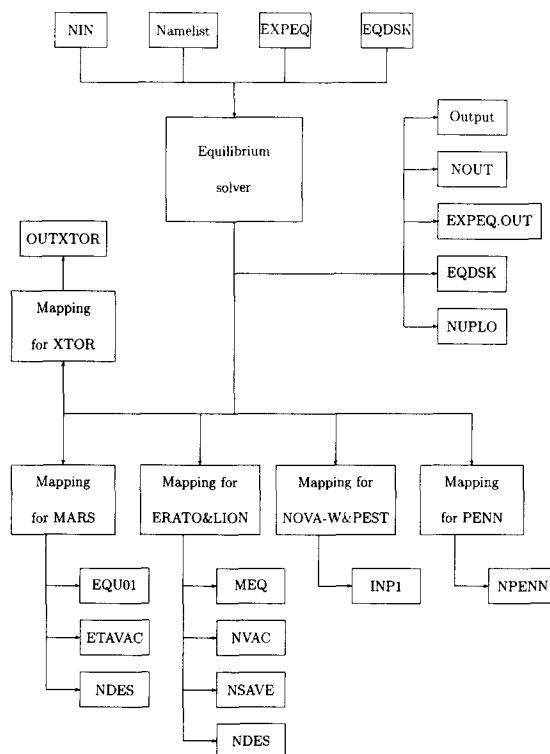 NIN
Namelist
EXPEQ
EQDSK
Equilibrium
solver
Output
NOUT
EXPEQ.OUT
EQDSK
NUPLO
OUTXTOR
Mapping
for XTOR
Mapping
for MARS
Mapping for
ERATO&LION
Mapping for
NOVA-W&PEST
Mapping
for PENN
EQU01
ETAVAC
NDES
MEQ
NVAC
NSAVE
NDES
INP1
NPENN